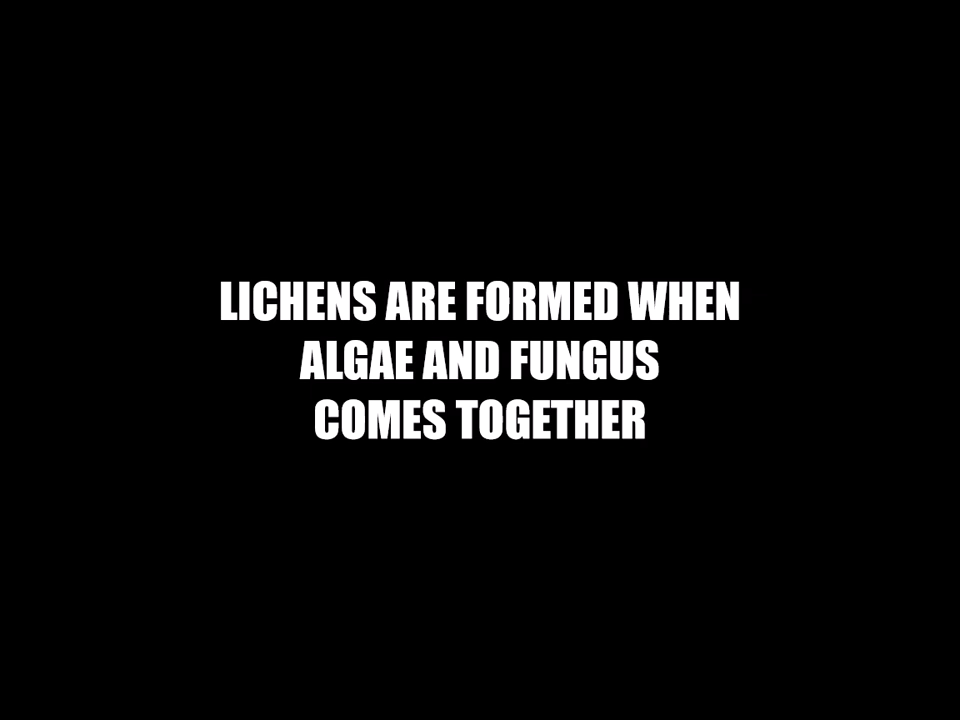 LICHENS ARE FORMED WHEN
ALGAE AND FUNGUS
COMES TOGETHER